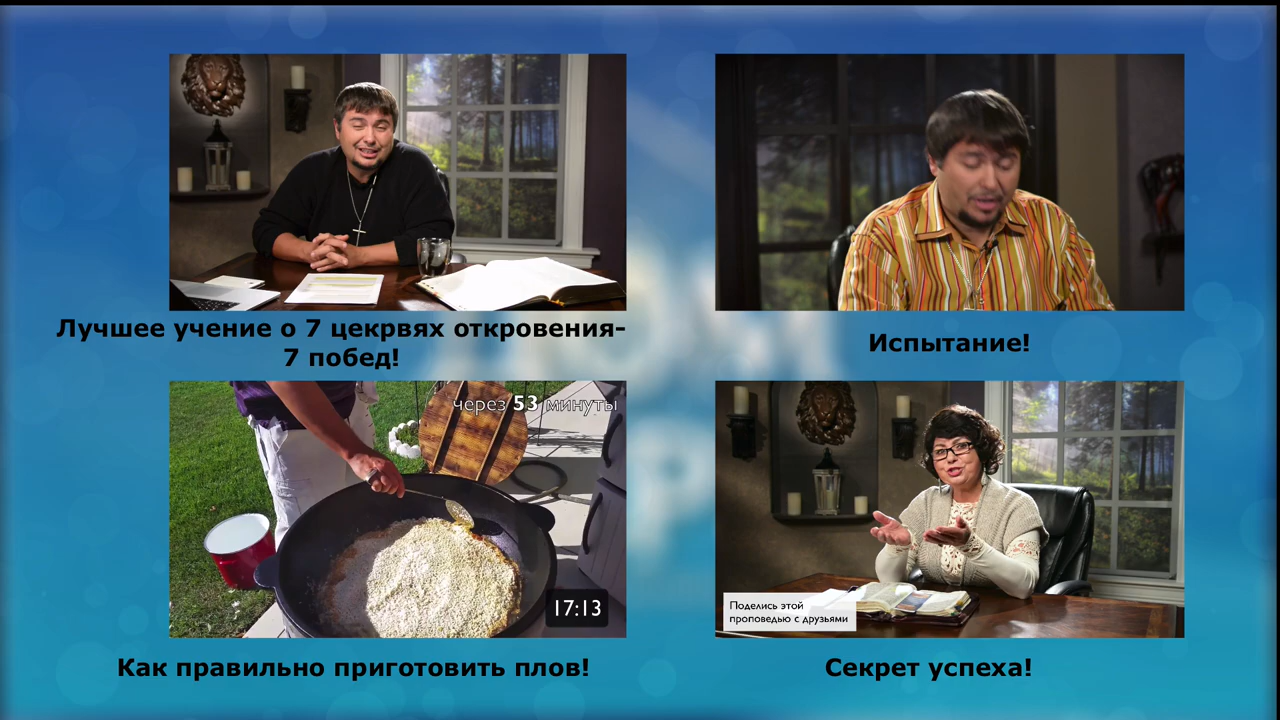 Лучшее учение о 7 цекрвях откровения-
7 побед!
Испытание!
через 53 минуты
17:13
Как правильно приготовить плов!
Поделись этой
проповедью с друзьями
Секрет успеха!